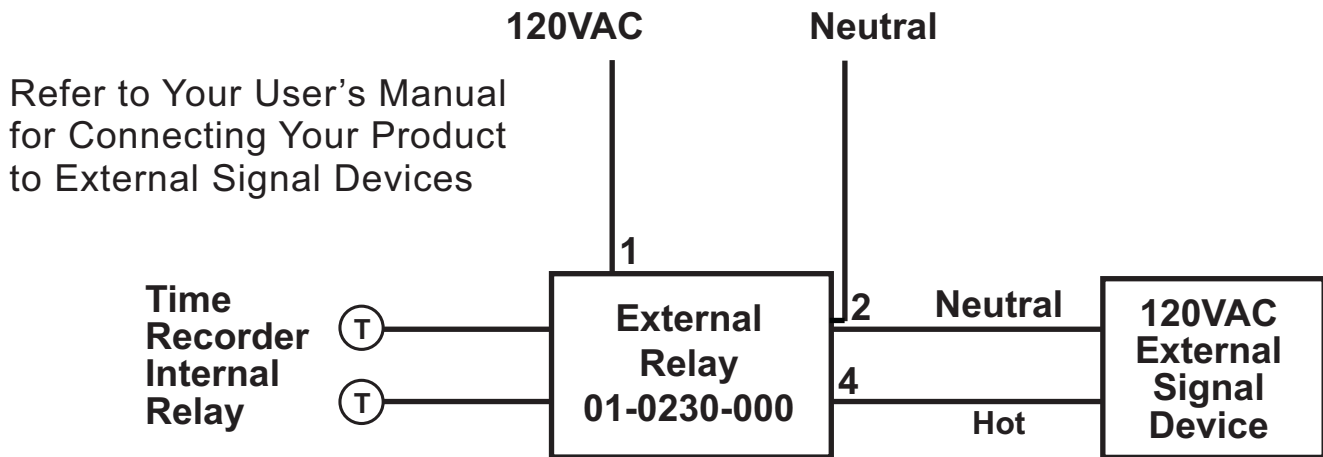 120VAC
Neutral
Refer to Your User’s Manual
for Connecting Your Product
to External Signal Devices
1
Time
Recorder
Internal
Relay
T
T
External
Relay
01-0230-000
2
Neutral
4
Hot
120VAC
External
Signal
Device